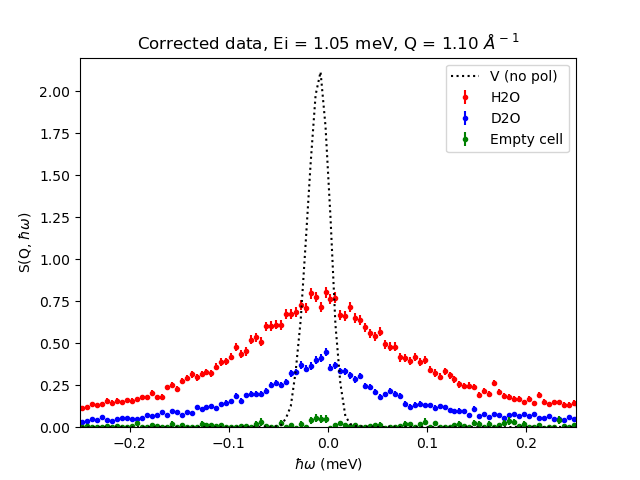 Corrected data, Ei = 1.05 meV, Q = 1.10 Å⁻¹
S(Q, ℏω)
2.00
1.75
1.50
1.25
1.00
0.75
0.50
0.25
0.00
V (no pol)
H2O
D2O
Empty cell
−0.2 −0.1 0.0 0.1 0.2
ℏω (meV)